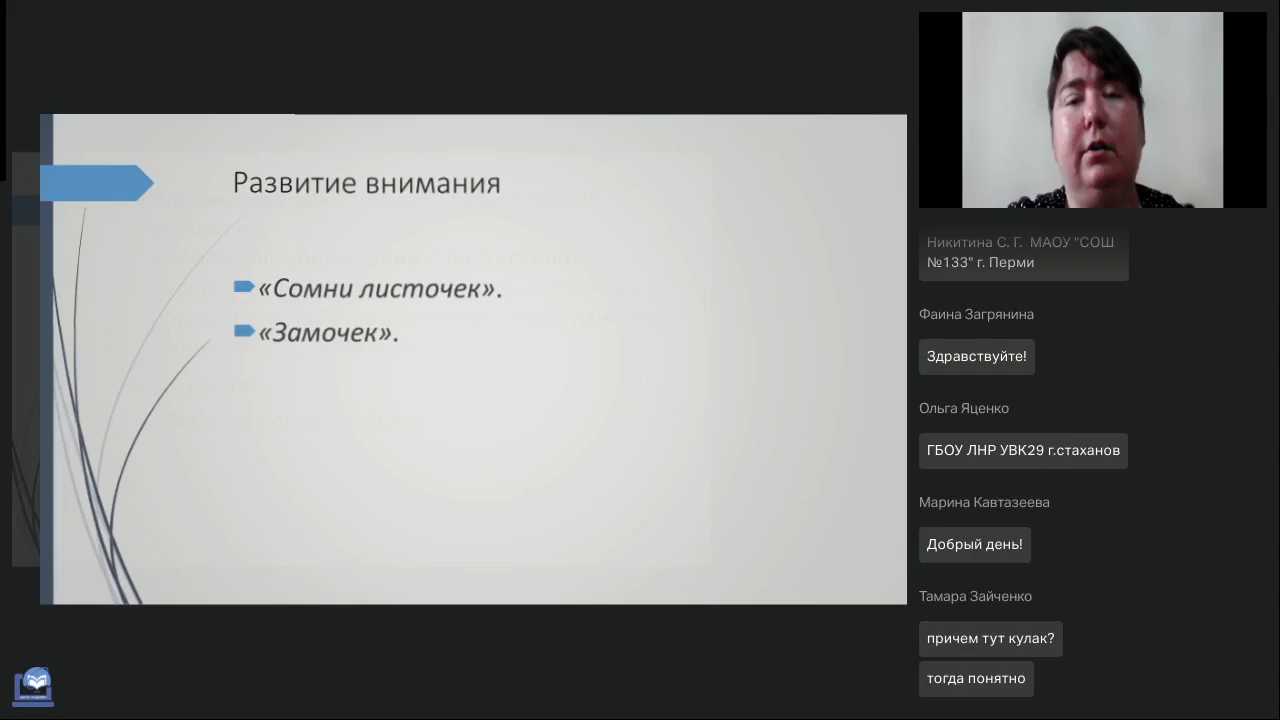 Развитие внимания
«Сомни листочек».
«Замочек».
Никитина С. Г.  МАОУ "СОШ
№133" г. Перми
Фаина Загрянина
Здравствуйте!
Ольга Яценко
ГБОУ ЛНР УВК29 г.стаханов
Марина Кавтазеева
Добрый день!
Тамара Зайченко
причем тут кулак?
тогда понятно